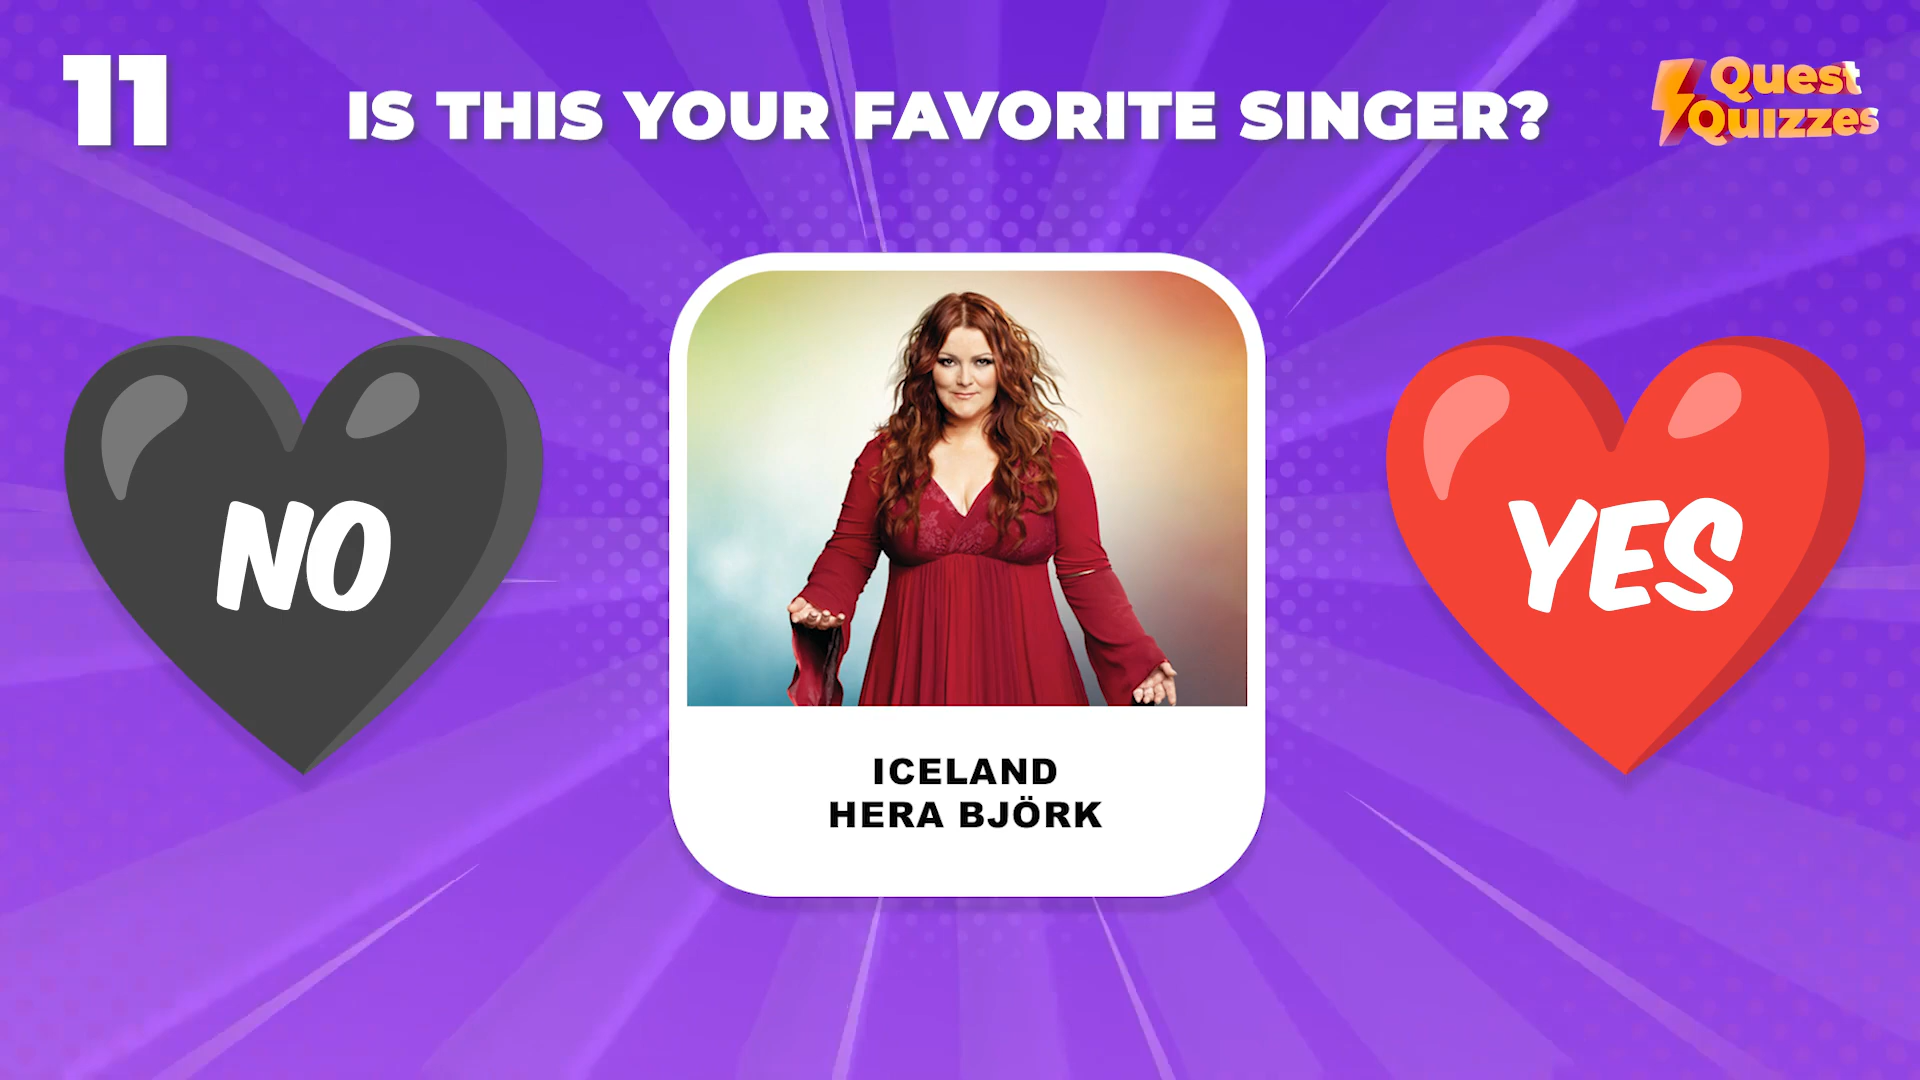 11
IS THIS YOUR FAVORITE SINGER?
Quest
Quizzes
NO
YES
ICELAND
HERA BJÖRK